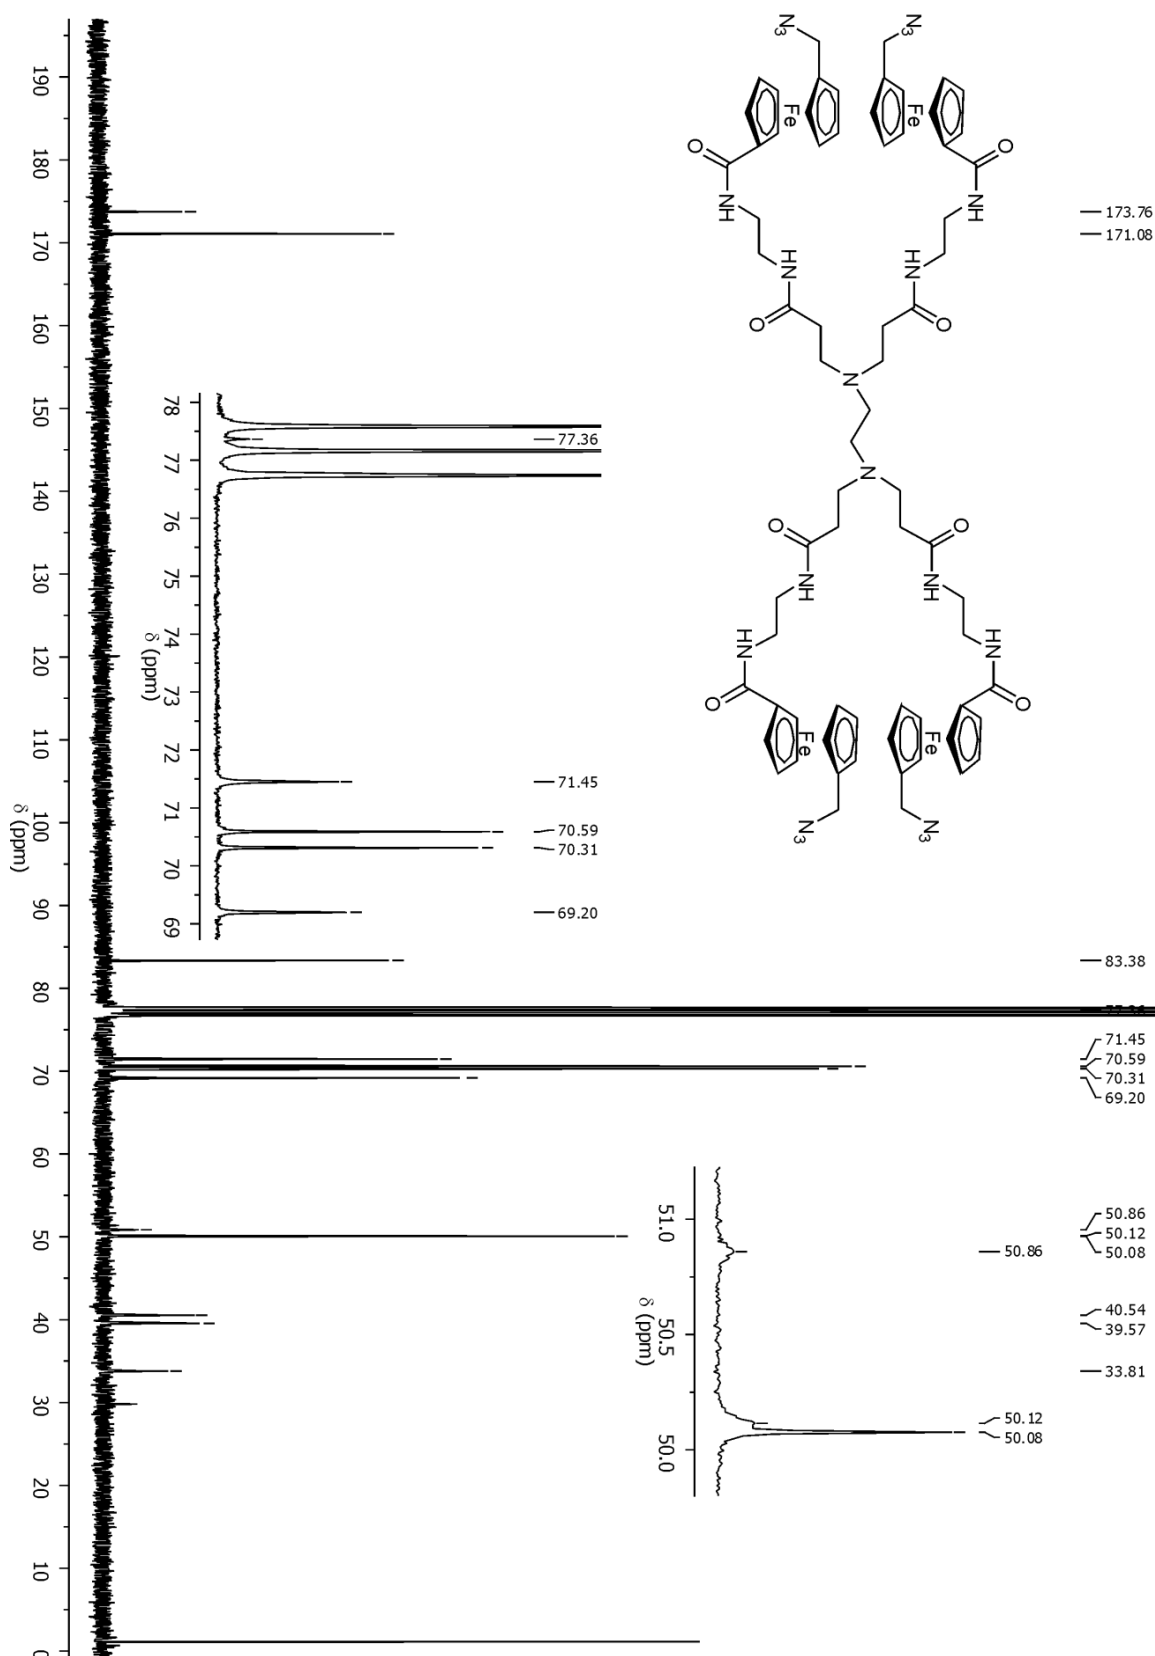 N₃
N₃
Fe
Fe
O
O
NH
NH
HN
HN
O
O
N
N
O
O
NH
NH
HN
HN
O
O
Fe
Fe
N₃
N₃
173.76
171.08
83.38
77.36
71.45
70.59
70.31
69.20
50.86
50.12
50.08
40.54
39.57
33.81
77.36
71.45
70.59
70.31
69.20
78
77
76
75
74
73
72
71
70
69
δ (ppm)
50.86
50.12
50.08
51.0
50.5
50.0
δ (ppm)
190
180
170
160
150
140
130
120
110
100
90
80
70
60
50
40
30
20
10
0
δ (ppm)